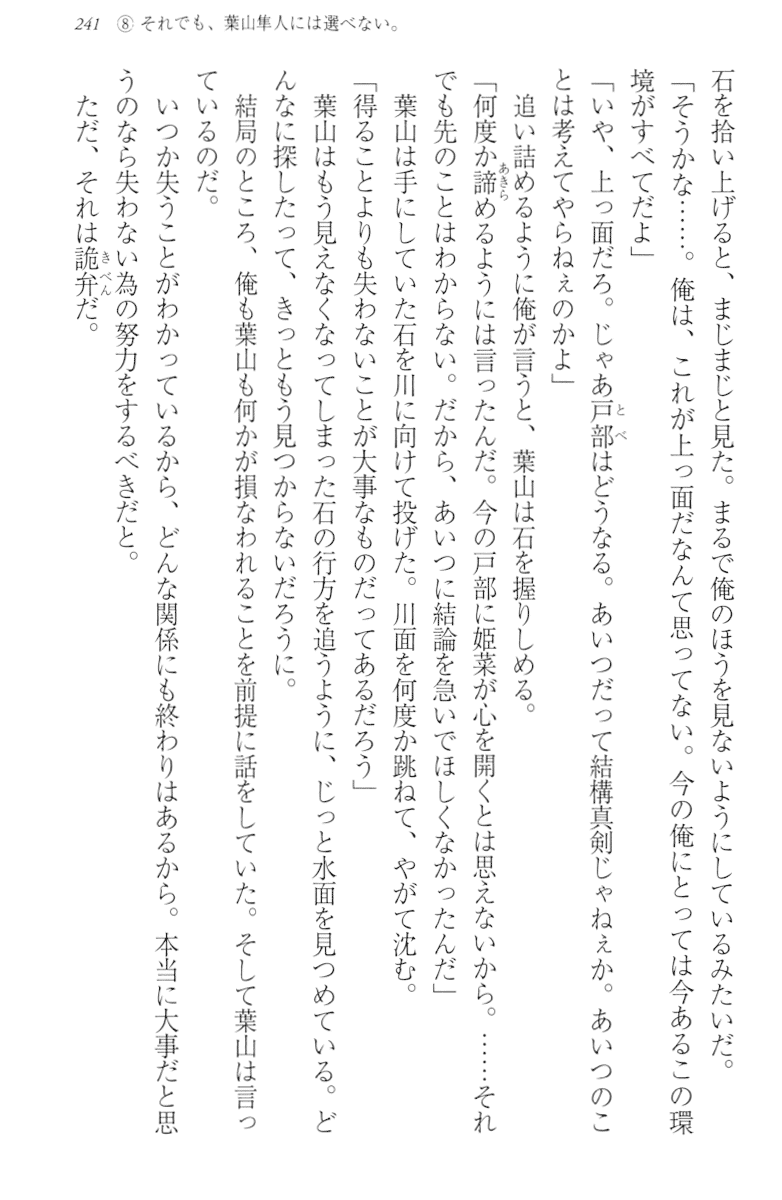 241 ⑧ それでも、葉山隼人には選べない。
石を拾い上げると、まじまじと見た。まるで俺のほうを見ないようにしているみたいだ。
「そうかな……。俺は、これが上っ面だなんて思ってない。今の俺にとっては今あるこの環
境がすべてだよ」
「いや、上っ面だろ。じゃあ戸部はどうなる。あいつだって結構真剣じゃねぇか。あいつのこ
とは考えてやらねぇのかよ」
追い詰めるように俺が言うと、葉山は石を握りしめる。
「何度か諦めるようには言ったんだ。今の戸部に姫菜が心を開くとは思えないから。……それ
でも先のことはわからない。だから、あいつに結論を急いでほしくなかったんだ」
葉山は手にしていた石を川に向けて投げた。川面を何度か跳ねて、やがて沈む。
「得ることよりも失わないことが大事なものだってあるだろう」
葉山はもう見えなくなってしまった石の行方を追うように、じっと水面を見つめている。ど
んなに探したって、きっともう見つからないだろうに。
結局のところ、俺も葉山も何かが損なわれることを前提に話をしていた。そして葉山は言っ
ているのだ。
いつか失うことがわかっているから、どんな関係にも終わりはあるから。本当に大事だと思
うのなら失わない為の努力をするべきだと。
ただ、それは詭弁だ。